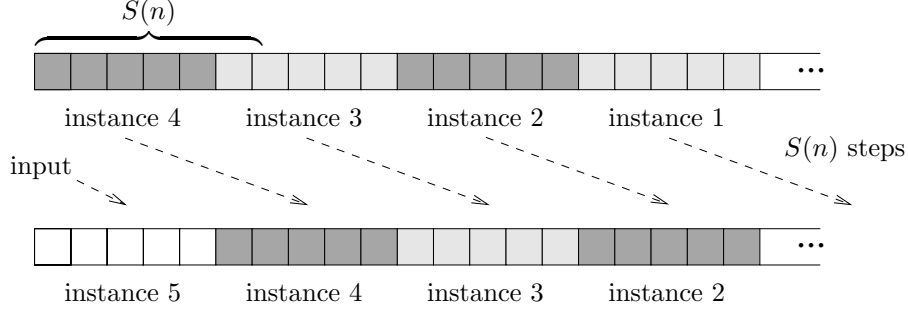 S(n)
...
instance 4 instance 3 instance 2 instance 1
S(n) steps
input
...
instance 5 instance 4 instance 3 instance 2